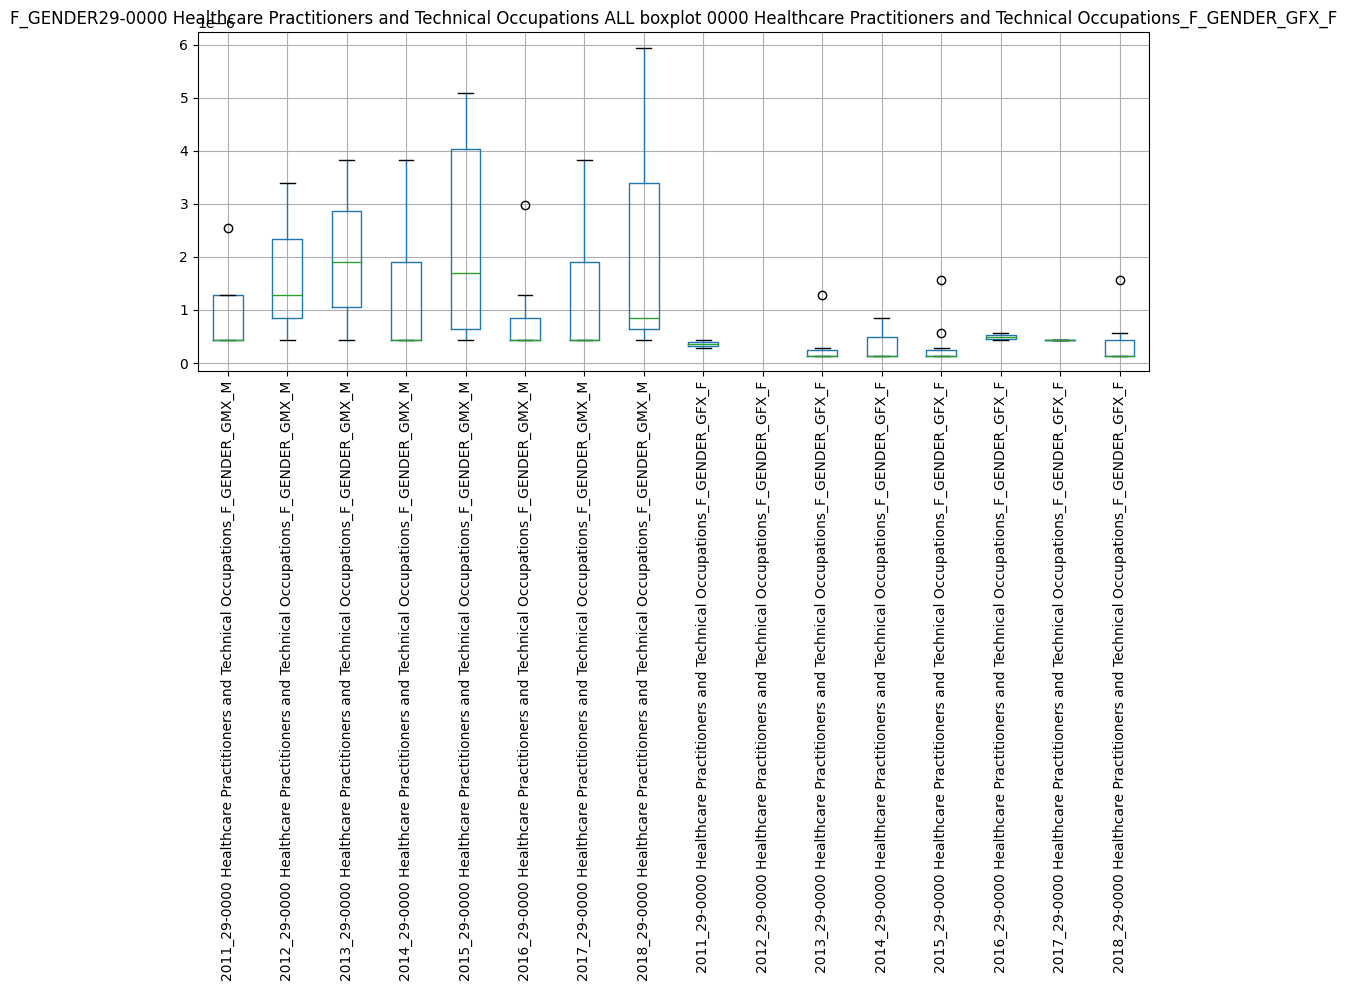 F_GENDER29-0000 Healthcare Practitioners and Technical Occupations ALL boxplot 0000 Healthcare Practitioners and Technical Occupations_F_GENDER_GFX_F
1e−6
6
5
4
3
2
1
0
2011_29-0000 Healthcare Practitioners and Technical Occupations_F_GENDER_GMX_M
2012_29-0000 Healthcare Practitioners and Technical Occupations_F_GENDER_GMX_M
2013_29-0000 Healthcare Practitioners and Technical Occupations_F_GENDER_GMX_M
2014_29-0000 Healthcare Practitioners and Technical Occupations_F_GENDER_GMX_M
2015_29-0000 Healthcare Practitioners and Technical Occupations_F_GENDER_GMX_M
2016_29-0000 Healthcare Practitioners and Technical Occupations_F_GENDER_GMX_M
2017_29-0000 Healthcare Practitioners and Technical Occupations_F_GENDER_GMX_M
2018_29-0000 Healthcare Practitioners and Technical Occupations_F_GENDER_GMX_M
2011_29-0000 Healthcare Practitioners and Technical Occupations_F_GENDER_GFX_F
2012_29-0000 Healthcare Practitioners and Technical Occupations_F_GENDER_GFX_F
2013_29-0000 Healthcare Practitioners and Technical Occupations_F_GENDER_GFX_F
2014_29-0000 Healthcare Practitioners and Technical Occupations_F_GENDER_GFX_F
2015_29-0000 Healthcare Practitioners and Technical Occupations_F_GENDER_GFX_F
2016_29-0000 Healthcare Practitioners and Technical Occupations_F_GENDER_GFX_F
2017_29-0000 Healthcare Practitioners and Technical Occupations_F_GENDER_GFX_F
2018_29-0000 Healthcare Practitioners and Technical Occupations_F_GENDER_GFX_F